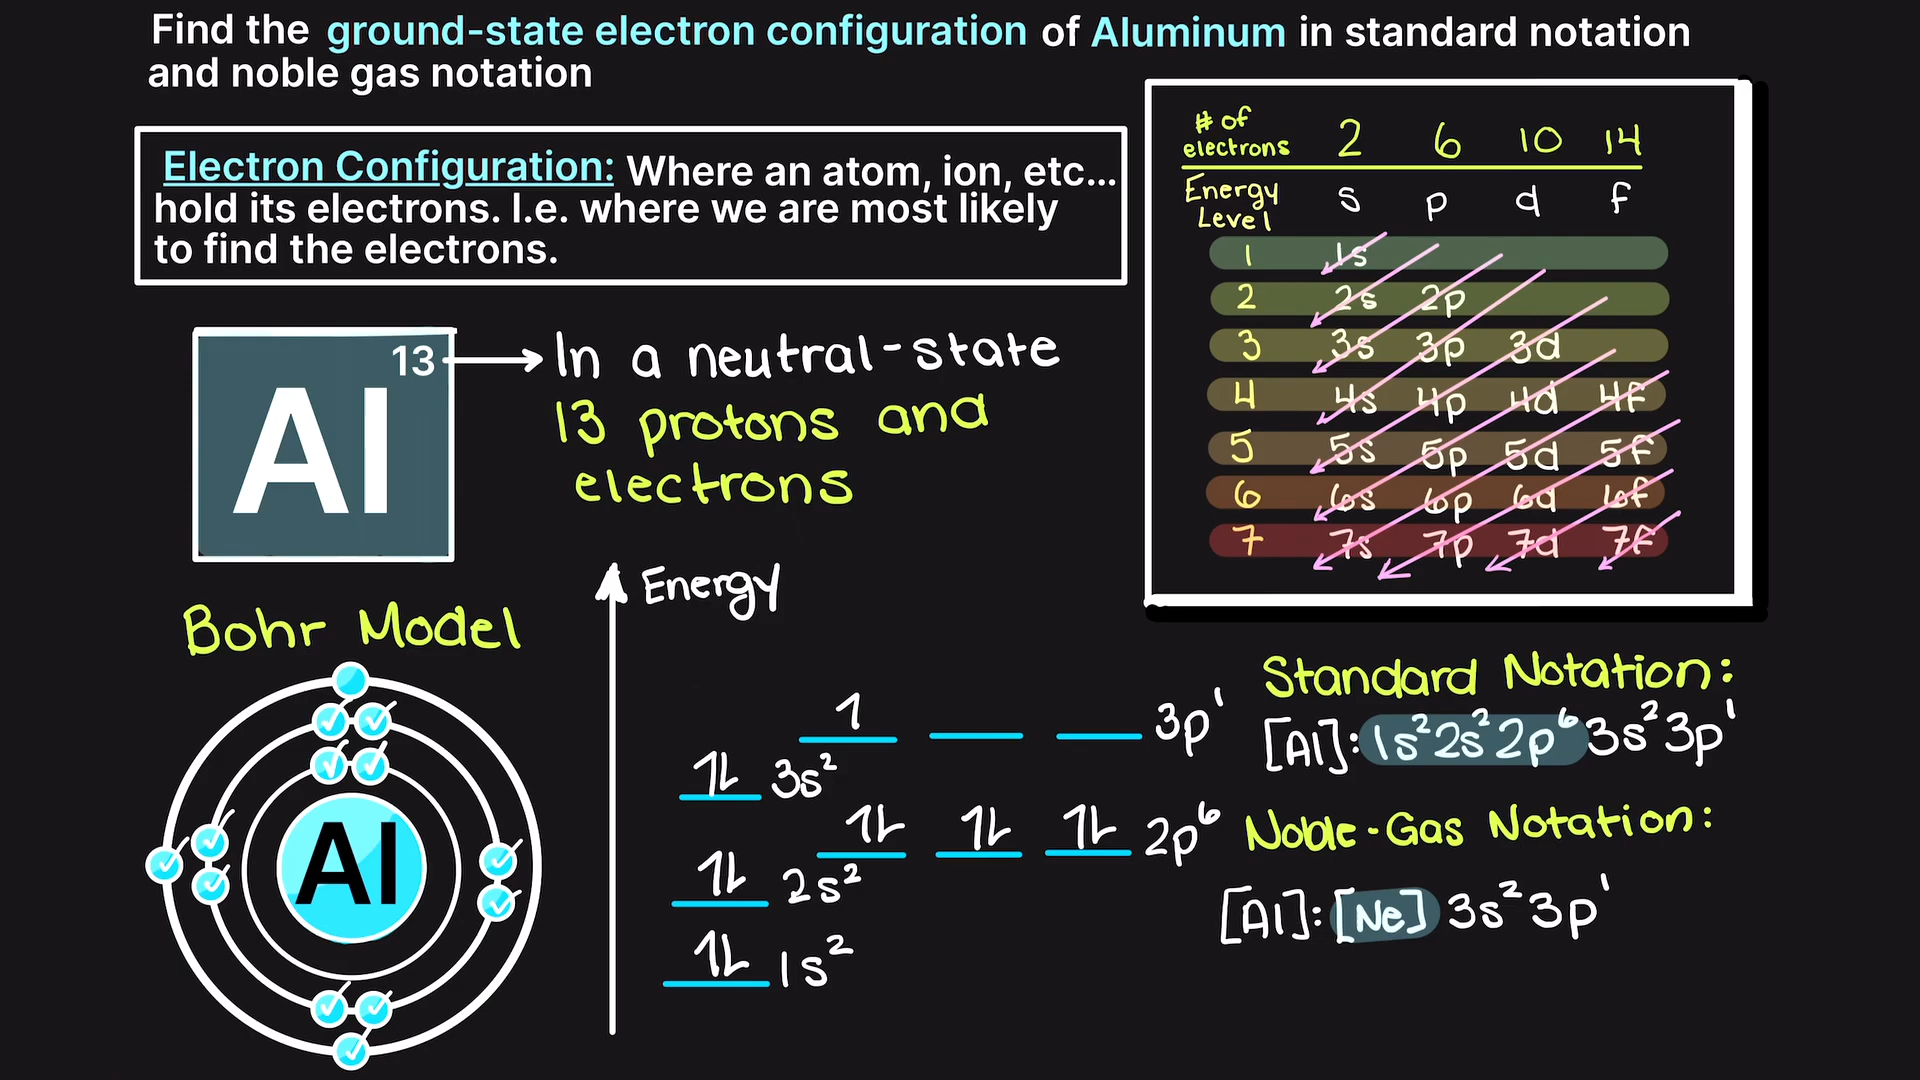 Find the ground-state electron configuration of Aluminum in standard notation
and noble gas notation
Electron Configuration: Where an atom, ion, etc...
hold its electrons. I.e. where we are most likely
to find the electrons.
# of
electrons 2 6 10 14
Energy
Level s p d f
1 1s
2 2s 2p
3 3s 3p 3d
4 4s 4p 4d 4f
5 5s 5p 5d 5f
6 6s 6p 6d 6f
7 7s 7p 7d 7f
13
Al
In a neutral-state
13 protons and
electrons
Bohr Model
Al
Energy
3p¹
3s²
2p⁶
2s²
1s²
Standard Notation:
[Al]: 1s²2s²2p⁶3s²3p¹
Noble-Gas Notation:
[Al]: [Ne] 3s²3p¹